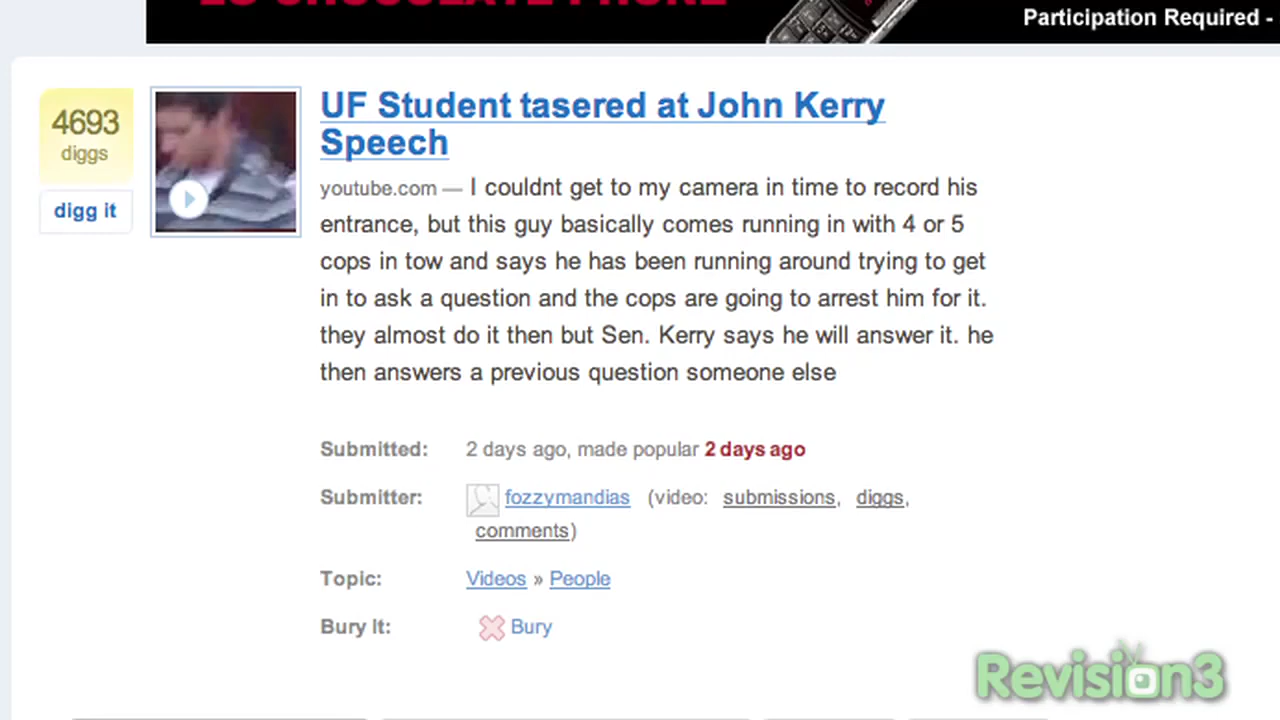 LG CHOCOLATE PHONE
Participation Required -
4693
diggs
digg it
UF Student tasered at John Kerry
Speech
youtube.com — I couldnt get to my camera in time to record his
entrance, but this guy basically comes running in with 4 or 5
cops in tow and says he has been running around trying to get
in to ask a question and the cops are going to arrest him for it.
they almost do it then but Sen. Kerry says he will answer it. he
then answers a previous question someone else
Submitted: 2 days ago, made popular 2 days ago
Submitter: fozzymandias (video: submissions, diggs,
comments)
Topic: Videos » People
Bury it: Bury
Revision3